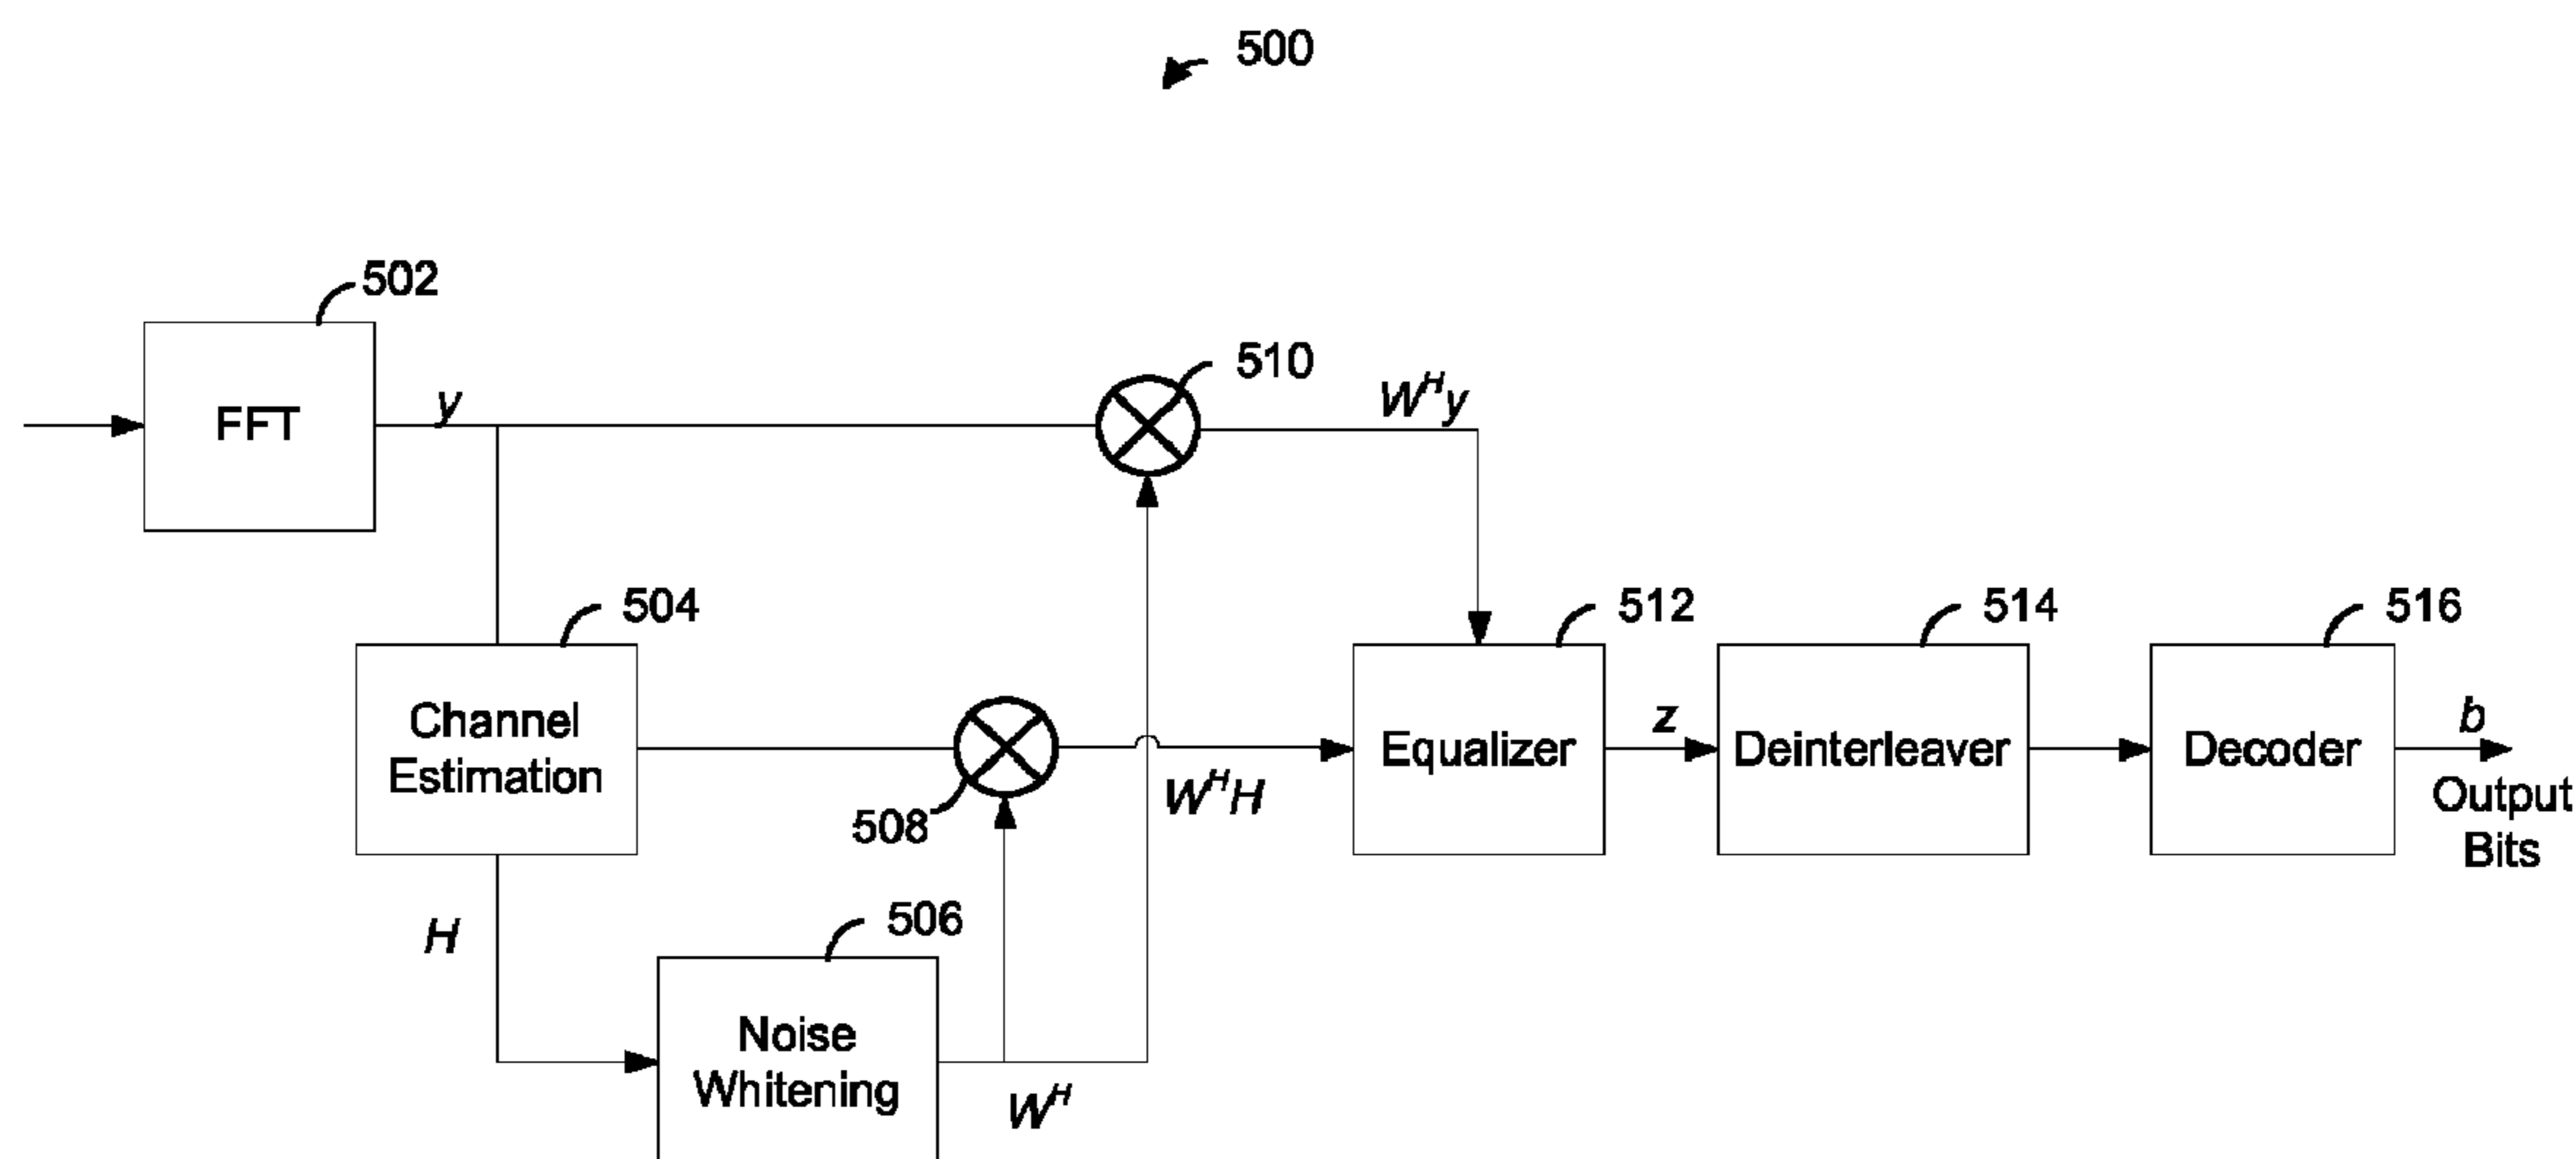 500
502
FFT
y
510
W^H y
504
Channel
Estimation
508
W^H H
512
Equalizer
z
514
Deinterleaver
516
Decoder
b
Output
Bits
H
506
Noise
Whitening
W^H